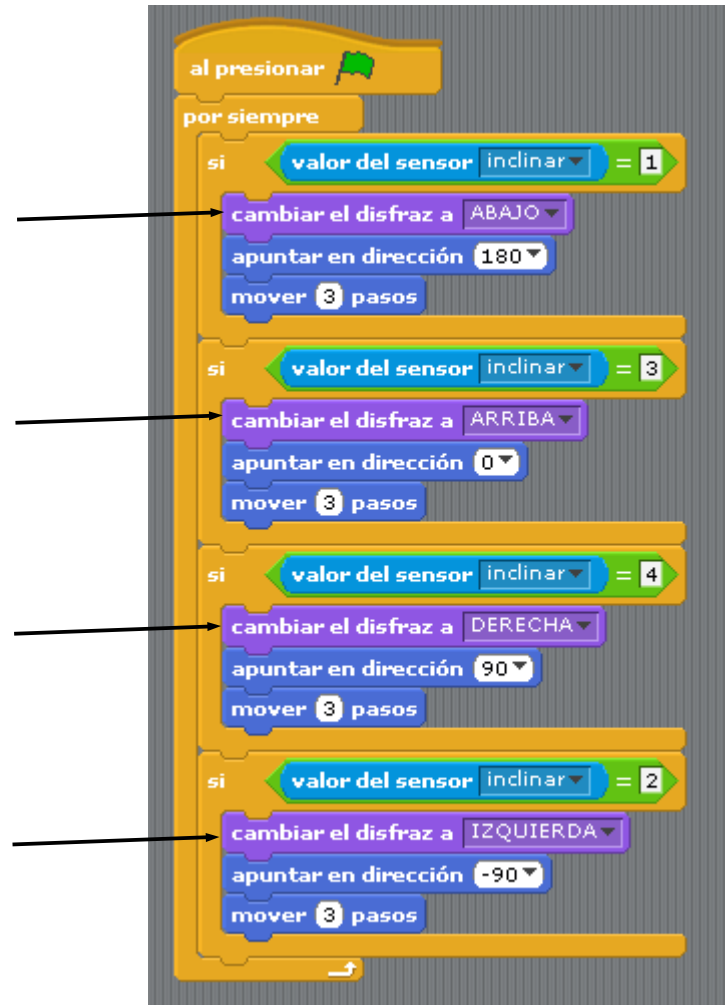 al presionar
por siempre
si valor del sensor inclinar = 1
cambiar el disfraz a ABAJO
apuntar en dirección 180
mover 3 pasos
si valor del sensor inclinar = 3
cambiar el disfraz a ARRIBA
apuntar en dirección 0
mover 3 pasos
si valor del sensor inclinar = 4
cambiar el disfraz a DERECHA
apuntar en dirección 90
mover 3 pasos
si valor del sensor inclinar = 2
cambiar el disfraz a IZQUIERDA
apuntar en dirección -90
mover 3 pasos